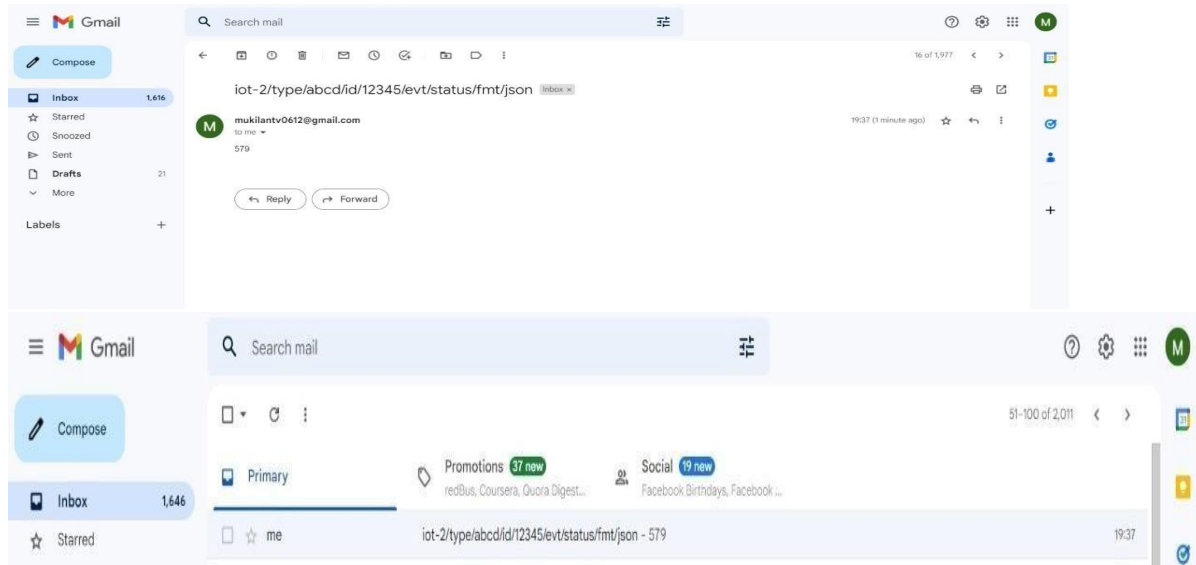 Gmail
Search mail
M
Compose
16 of 1,977
iot-2/type/abcd/id/12345/evt/status/fmt/json Inbox ×
Inbox 1,616
Starred
M mukilantv0612@gmail.com 19:37 (1 minute ago)
to me
Snoozed
579
Sent
Drafts 21
More
Reply Forward
Labels +
Gmail
Search mail
M
Compose
51-100 of 2,011
Primary
Promotions 37 new
redBus, Coursera, Quora Digest...
Social 19 new
Facebook Birthdays, Facebook ...
Inbox 1,646
Starred
me iot-2/type/abcd/id/12345/evt/status/fmt/json - 579 19:37